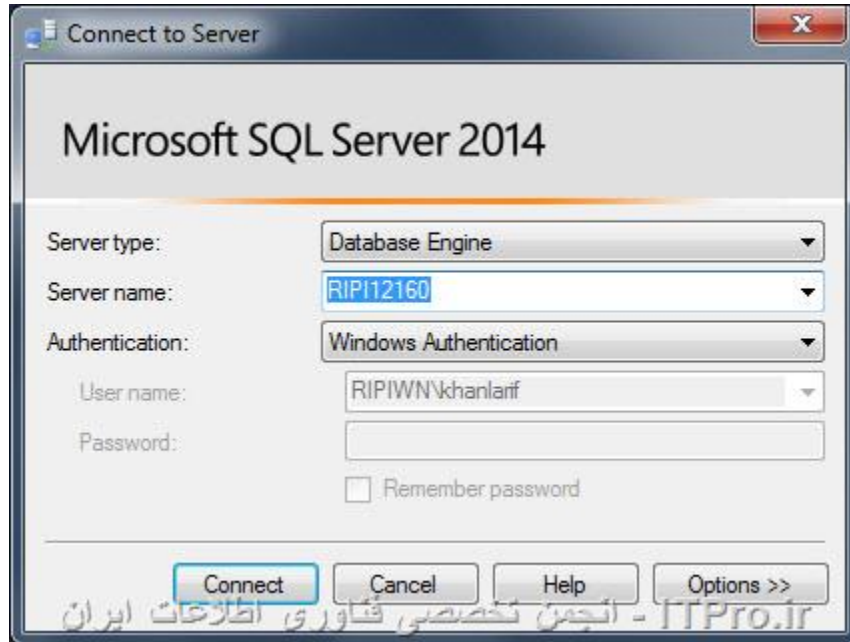 Connect to Server
Microsoft SQL Server 2014
Server type: Database Engine
Server name: RIPI12160
Authentication: Windows Authentication
User name: RIPIWN\khanlarif
Password:
Remember password
Connect Cancel Help Options >>
ITPro.ir - انجمن تخصصی فناوری اطلاعات ایران